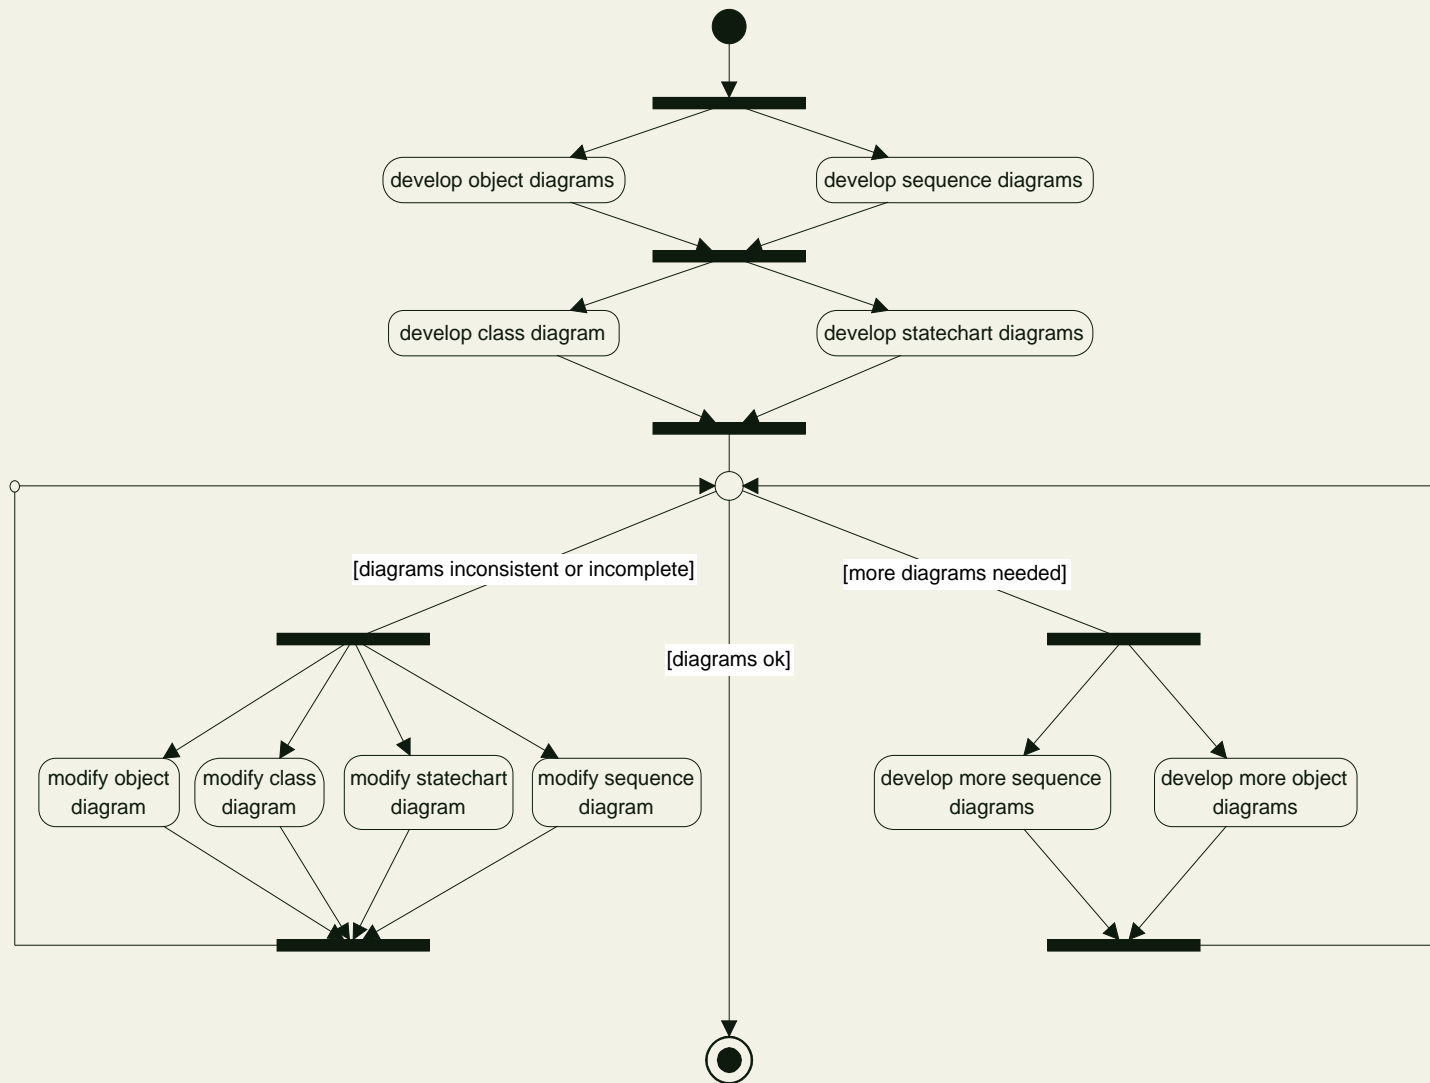 develop object diagrams
develop sequence diagrams
develop class diagram
develop statechart diagrams
[diagrams inconsistent or incomplete]
[more diagrams needed]
[diagrams ok]
modify object
diagram
modify class
diagram
modify statechart
diagram
modify sequence
diagram
develop more sequence
diagrams
develop more object
diagrams